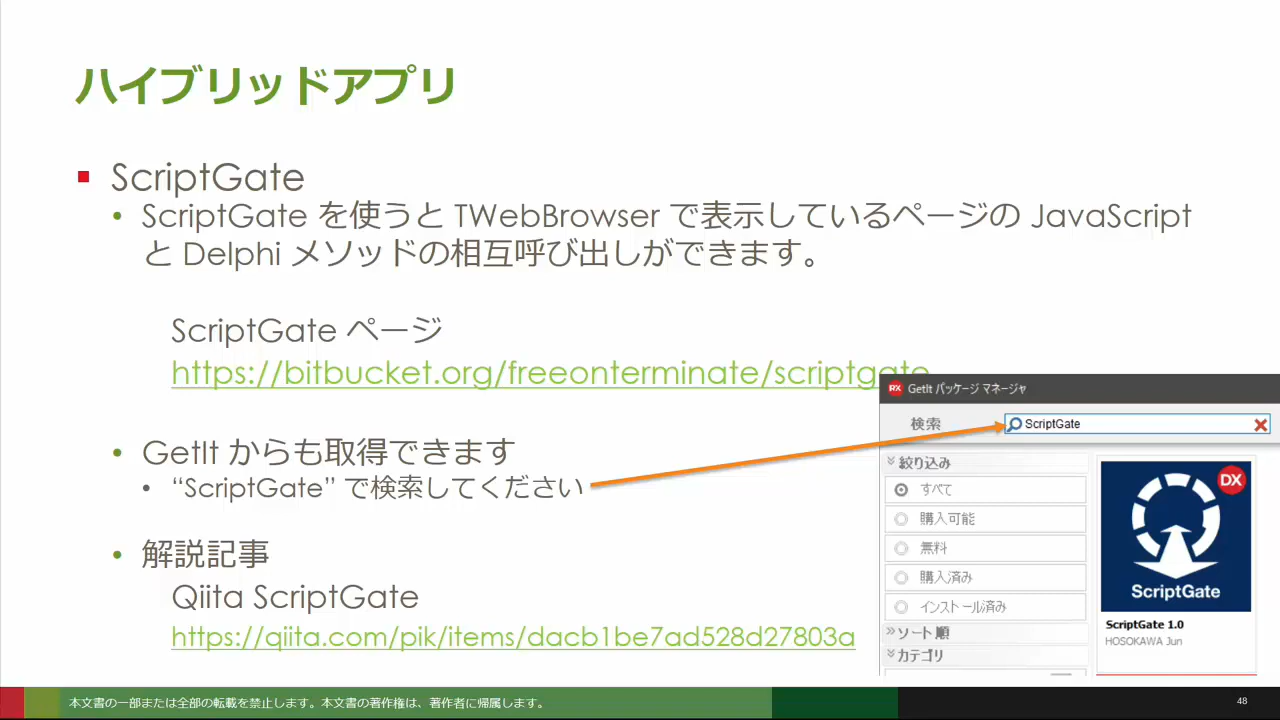 ハイブリッドアプリ
ScriptGate
ScriptGate を使うと TWebBrowser で表示しているページの JavaScript
と Delphi メソッドの相互呼び出しができます。
ScriptGate ページ
https://bitbucket.org/freeonterminate/scriptgate
GetIt からも取得できます
“ScriptGate” で検索してください
解説記事
Qiita ScriptGate
https://qiita.com/pik/items/dacb1be7ad528d27803a
RX GetIt パッケージ マネージャ
検索 ScriptGate
絞り込み
すべて
購入可能
無料
購入済み
インストール済み
ソート順
カテゴリ
DX
ScriptGate
ScriptGate 1.0
HOSOKAWA Jun
本文書の一部または全部の転載を禁止します。本文書の著作権は、著作者に帰属します。
48